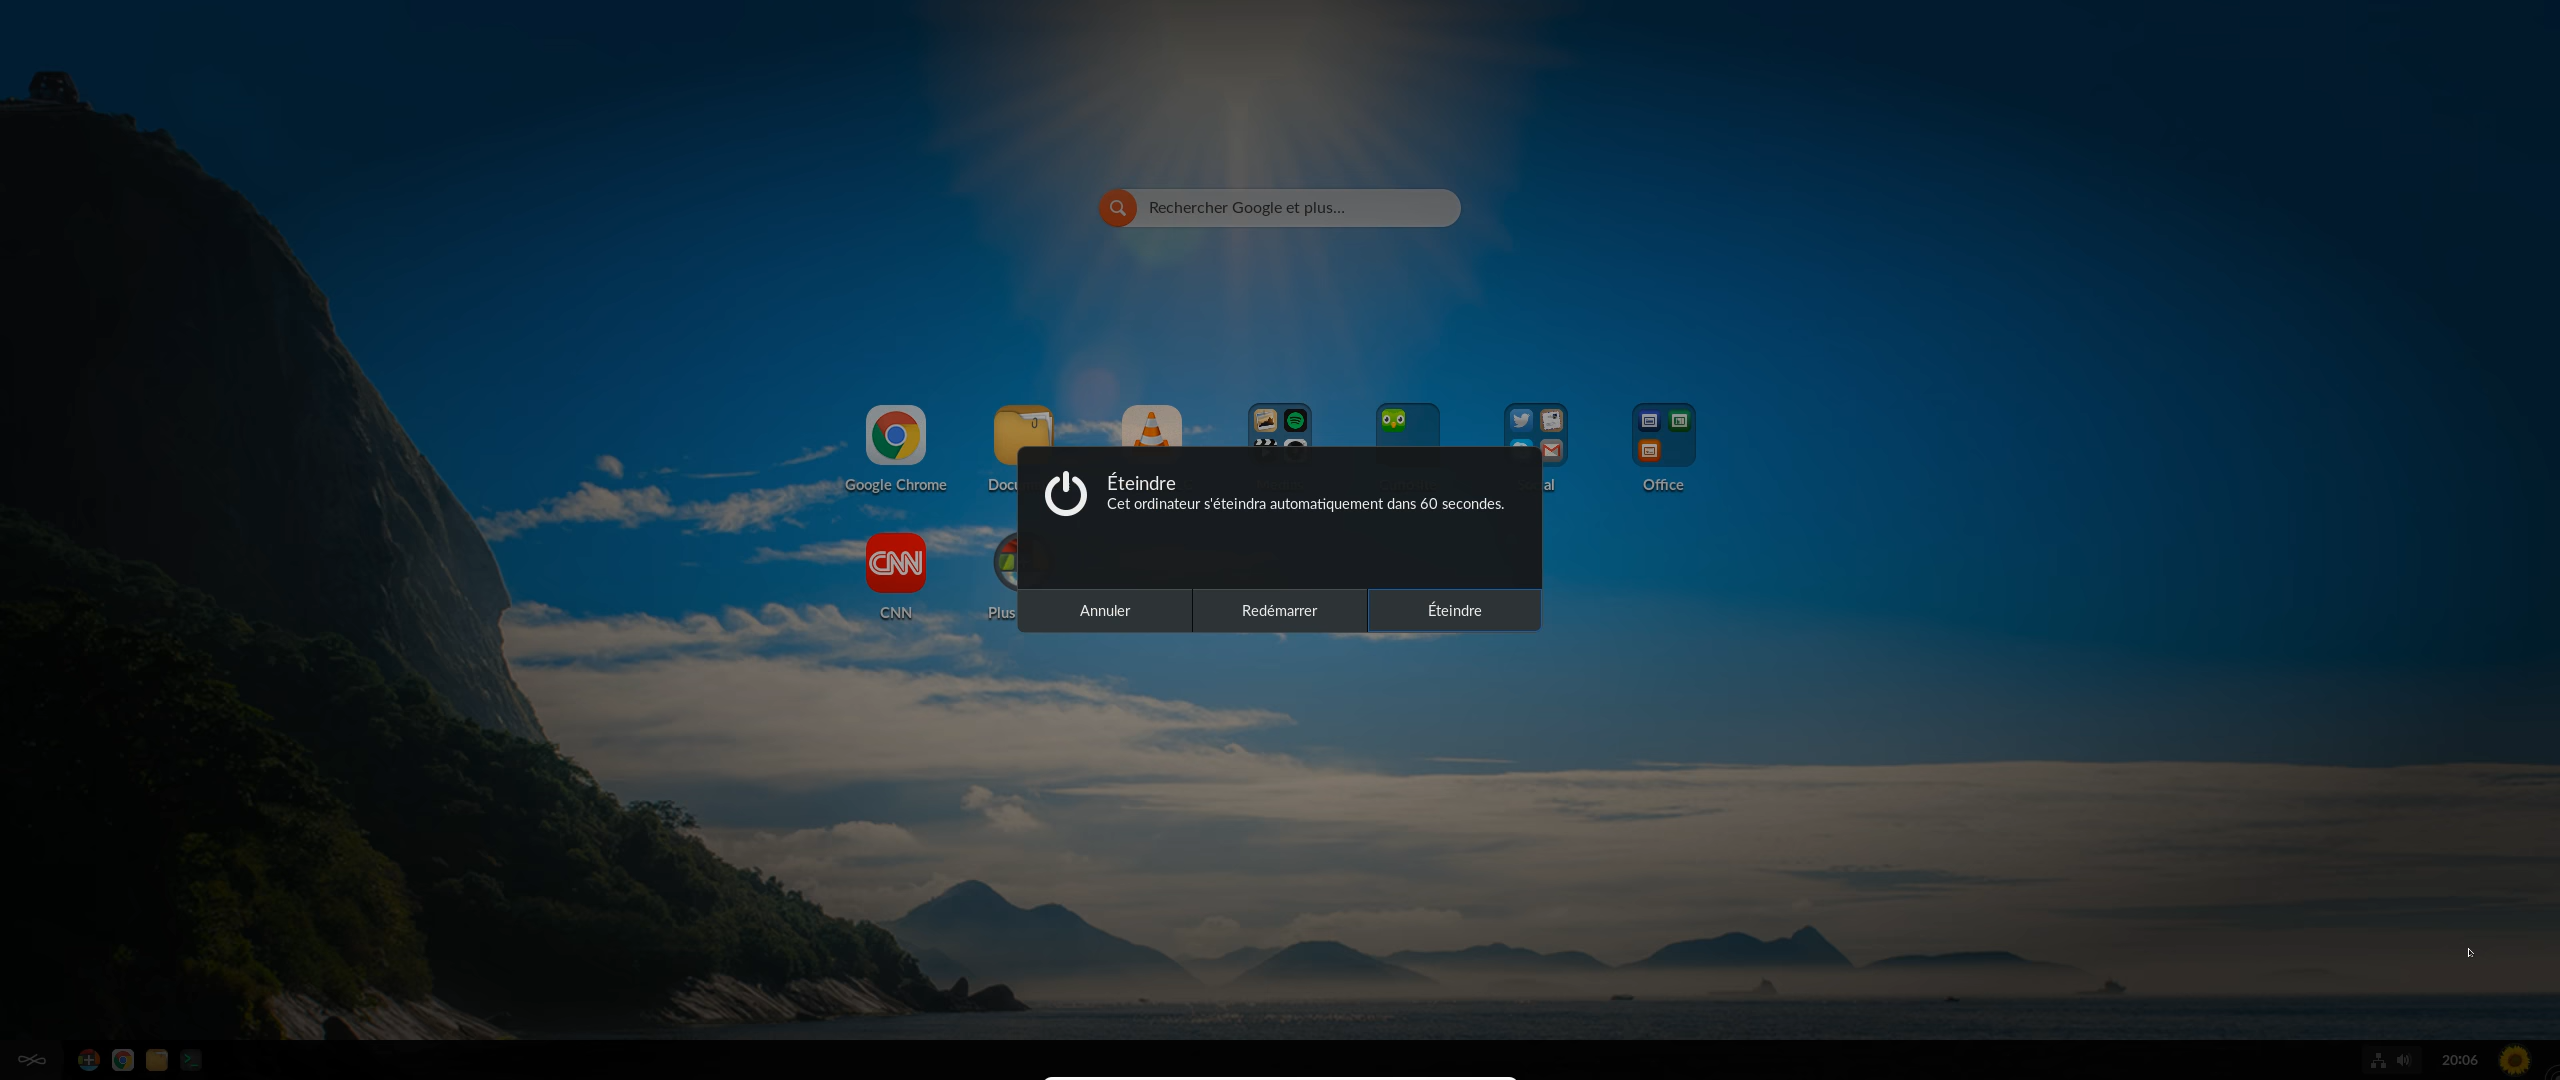 Rechercher Google et plus...
Google Chrome
Office
Éteindre
Cet ordinateur s'éteindra automatiquement dans 60 secondes.
CNN
CNN
Plus
Annuler
Redémarrer
Éteindre
20:06